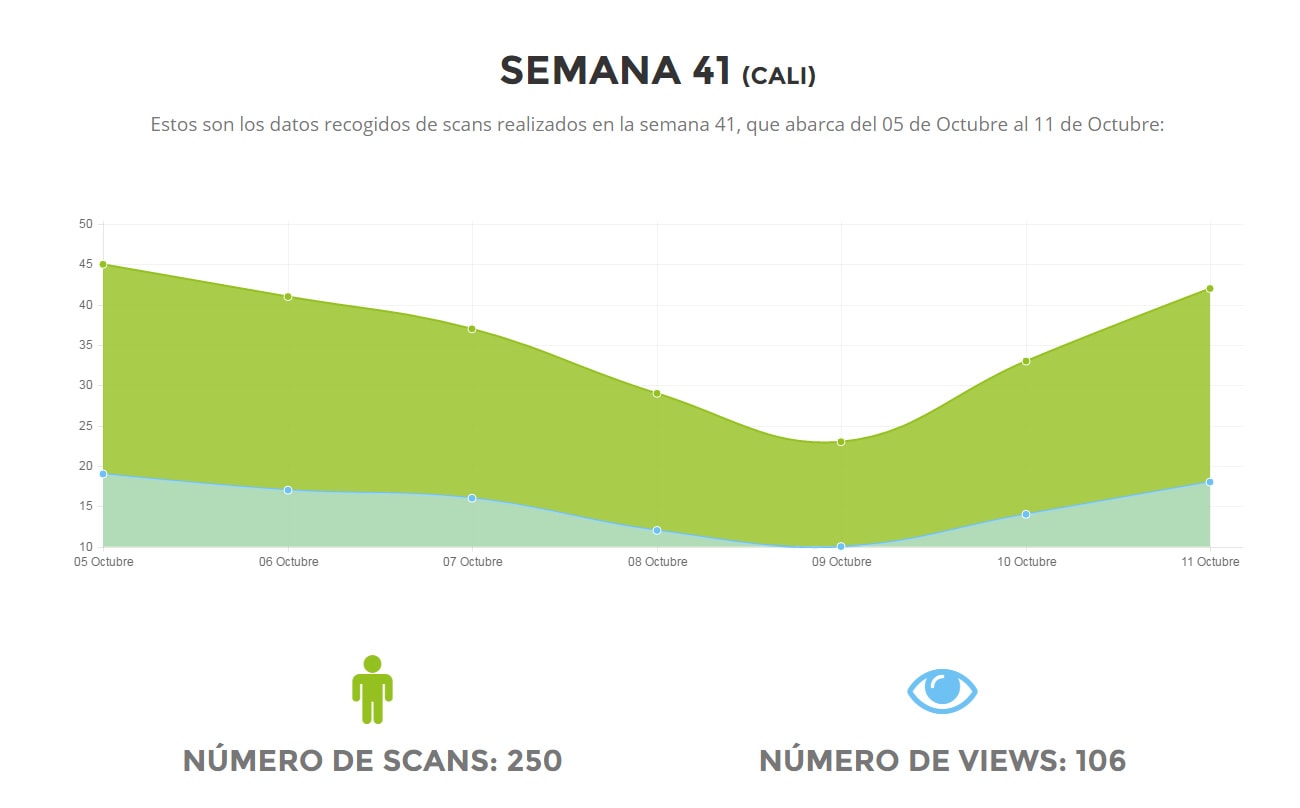 SEMANA 41 (CALI)
Estos son los datos recogidos de scans realizados en la semana 41, que abarca del 05 de Octubre al 11 de Octubre:
50
45
40
35
30
25
20
15
10
05 Octubre 06 Octubre 07 Octubre 08 Octubre 09 Octubre 10 Octubre 11 Octubre
NÚMERO DE SCANS: 250
NÚMERO DE VIEWS: 106